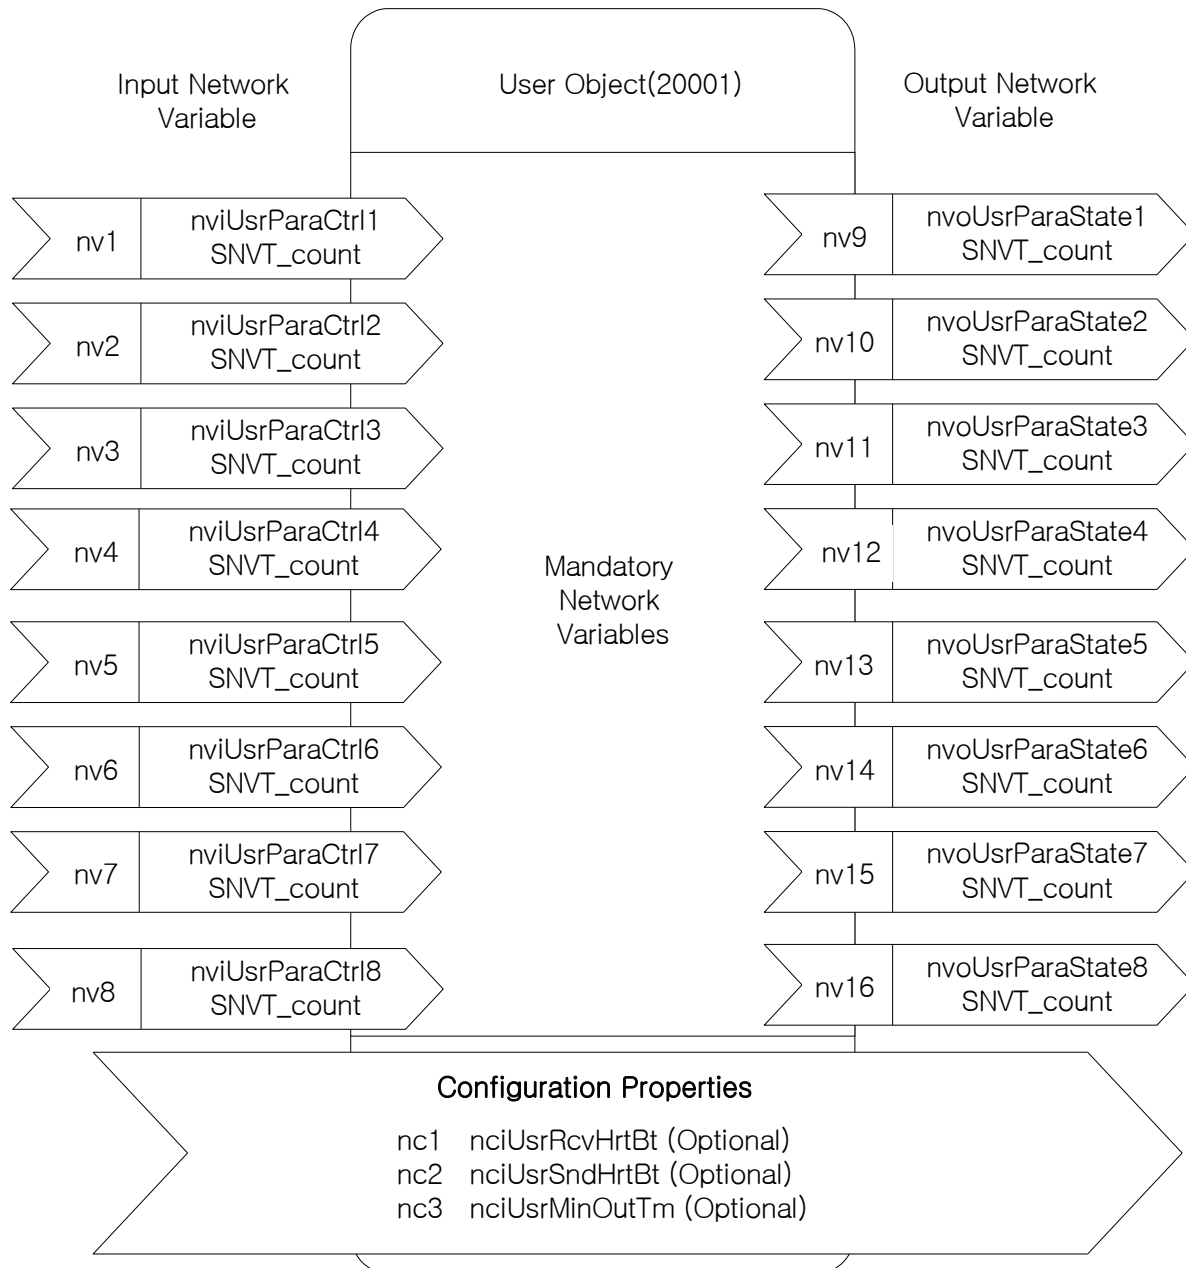 Input Network
Variable
User Object(20001)
Output Network
Variable
nv1
nviUsrParaCtrl1
SNVT_count
nv2
nviUsrParaCtrl2
SNVT_count
nv3
nviUsrParaCtrl3
SNVT_count
nv4
nviUsrParaCtrl4
SNVT_count
nv5
nviUsrParaCtrl5
SNVT_count
nv6
nviUsrParaCtrl6
SNVT_count
nv7
nviUsrParaCtrl7
SNVT_count
nv8
nviUsrParaCtrl8
SNVT_count
Mandatory
Network
Variables
nv9
nvoUsrParaState1
SNVT_count
nv10
nvoUsrParaState2
SNVT_count
nv11
nvoUsrParaState3
SNVT_count
nv12
nvoUsrParaState4
SNVT_count
nv13
nvoUsrParaState5
SNVT_count
nv14
nvoUsrParaState6
SNVT_count
nv15
nvoUsrParaState7
SNVT_count
nv16
nvoUsrParaState8
SNVT_count
Configuration Properties
nc1 nciUsrRcvHrtBt (Optional)
nc2 nciUsrSndHrtBt (Optional)
nc3 nciUsrMinOutTm (Optional)